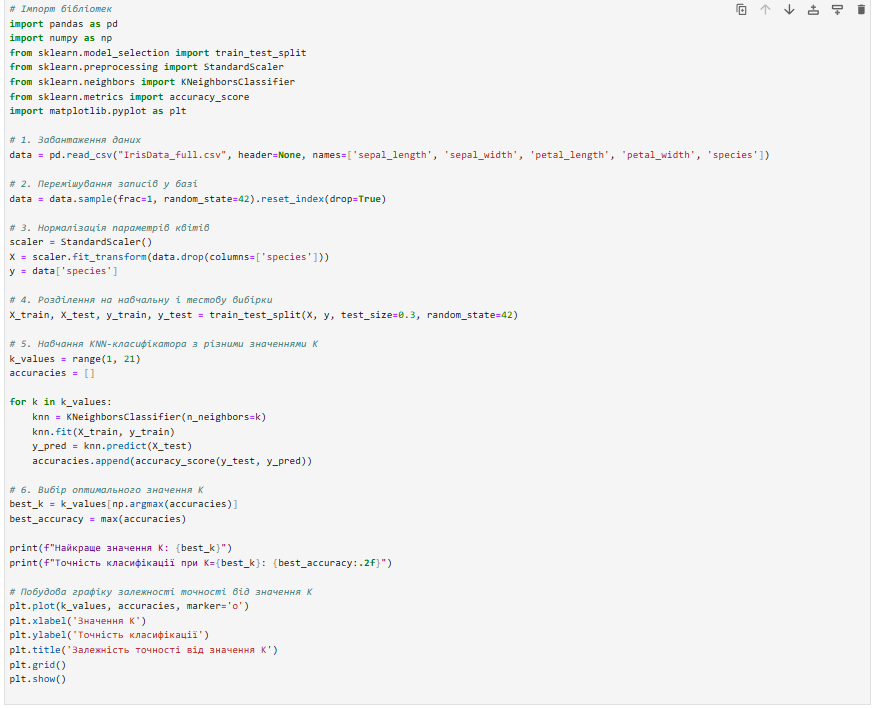 # Імпорт бібліотек
import pandas as pd
import numpy as np
from sklearn.model_selection import train_test_split
from sklearn.preprocessing import StandardScaler
from sklearn.neighbors import KNeighborsClassifier
from sklearn.metrics import accuracy_score
import matplotlib.pyplot as plt

# 1. Завантаження даних
data = pd.read_csv("IrisData_full.csv", header=None, names=['sepal_length', 'sepal_width', 'petal_length', 'petal_width', 'species'])

# 2. Перемішування записів у базі
data = data.sample(frac=1, random_state=42).reset_index(drop=True)

# 3. Нормалізація параметрів квітів
scaler = StandardScaler()
X = scaler.fit_transform(data.drop(columns=['species']))
y = data['species']

# 4. Розділення на навчальну і тестову вибірки
X_train, X_test, y_train, y_test = train_test_split(X, y, test_size=0.3, random_state=42)

# 5. Навчання KNN-класифікатора з різними значеннями K
k_values = range(1, 21)
accuracies = []

for k in k_values:
    knn = KNeighborsClassifier(n_neighbors=k)
    knn.fit(X_train, y_train)
    y_pred = knn.predict(X_test)
    accuracies.append(accuracy_score(y_test, y_pred))

# 6. Вибір оптимального значення K
best_k = k_values[np.argmax(accuracies)]
best_accuracy = max(accuracies)

print(f"Найкраще значення K: {best_k}")
print(f"Точність класифікації при K={best_k}: {best_accuracy:.2f}")

# Побудова графіку залежності точності від значення K
plt.plot(k_values, accuracies, marker='o')
plt.xlabel('Значення K')
plt.ylabel('Точність класифікації')
plt.title('Залежність точності від значення K')
plt.grid()
plt.show()